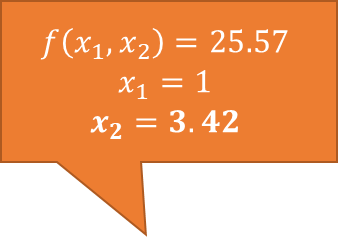 f(x₁, x₂) = 25.57
x₁ = 1
x₂ = 3.42